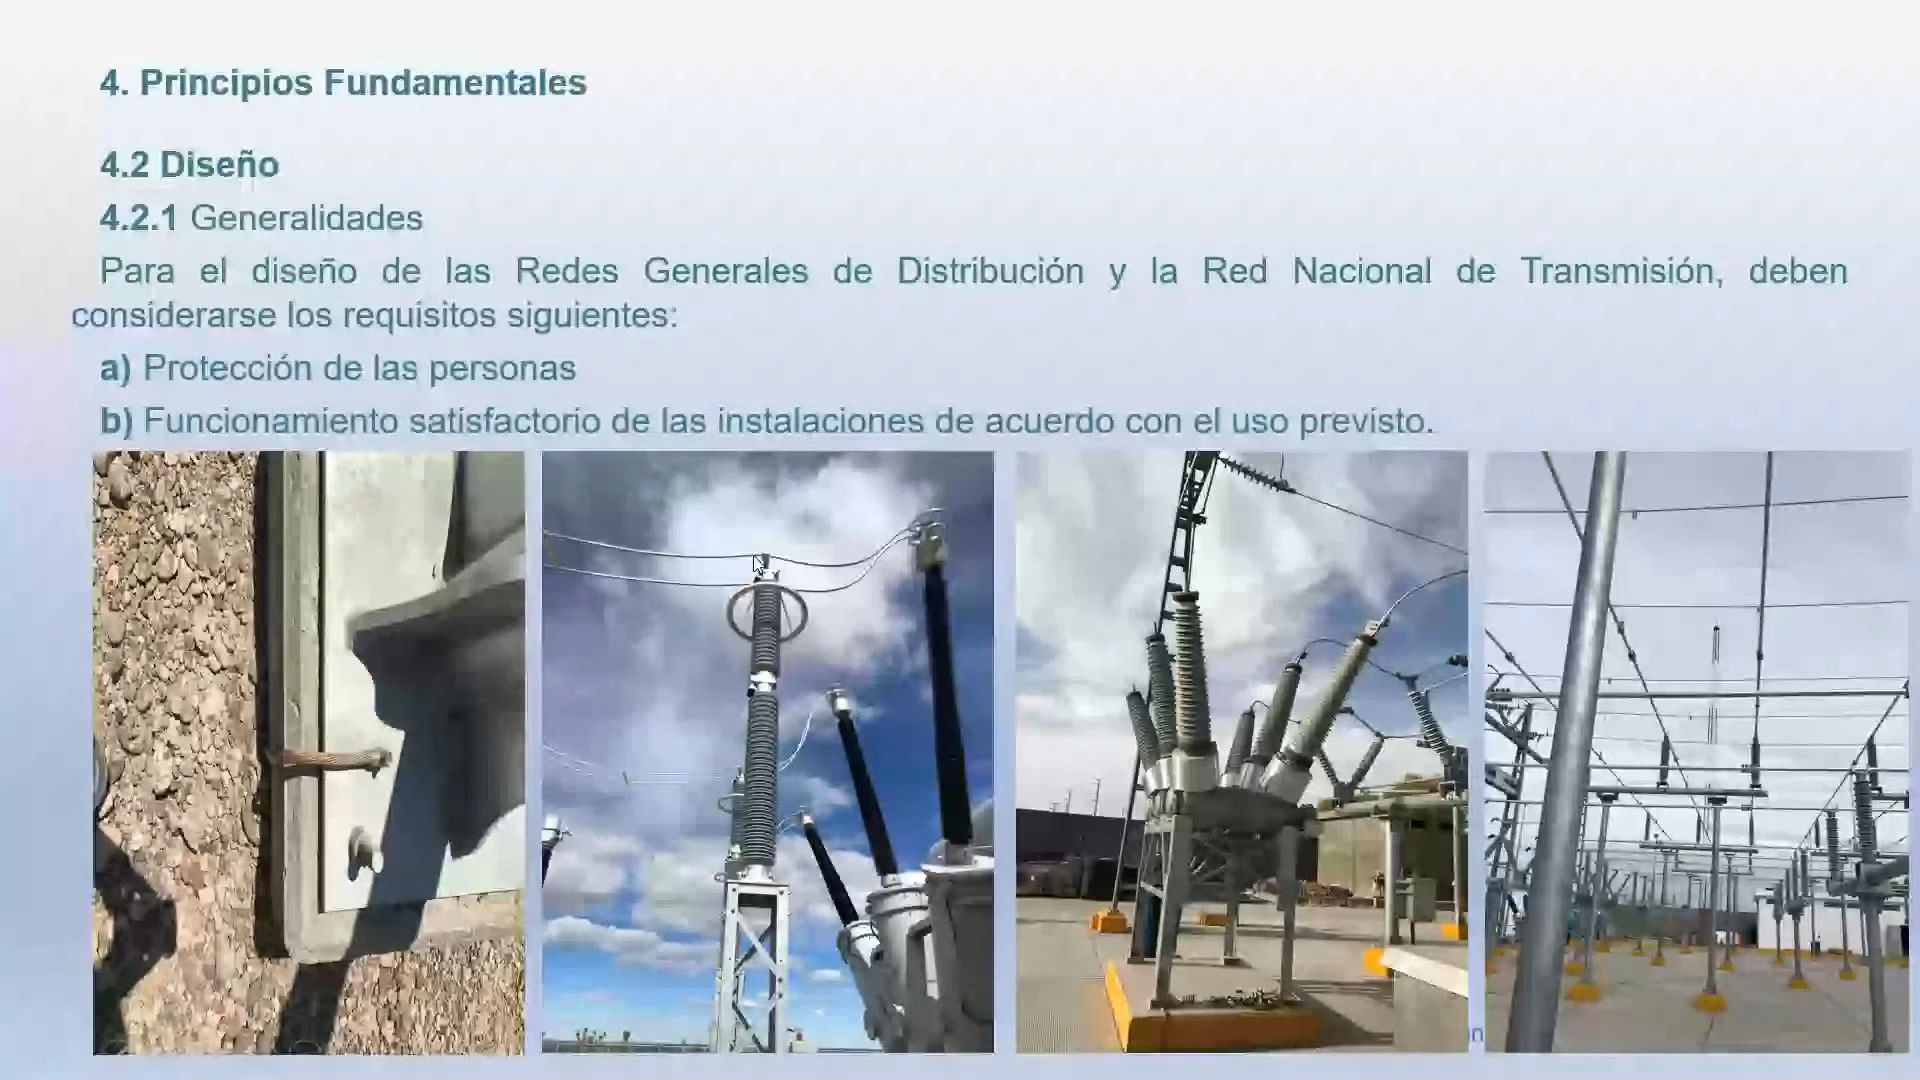 4. Principios Fundamentales
4.2 Diseño
4.2.1 Generalidades
Para el diseño de las Redes Generales de Distribución y la Red Nacional de Transmisión, deben
considerarse los requisitos siguientes:
a) Protección de las personas
b) Funcionamiento satisfactorio de las instalaciones de acuerdo con el uso previsto.